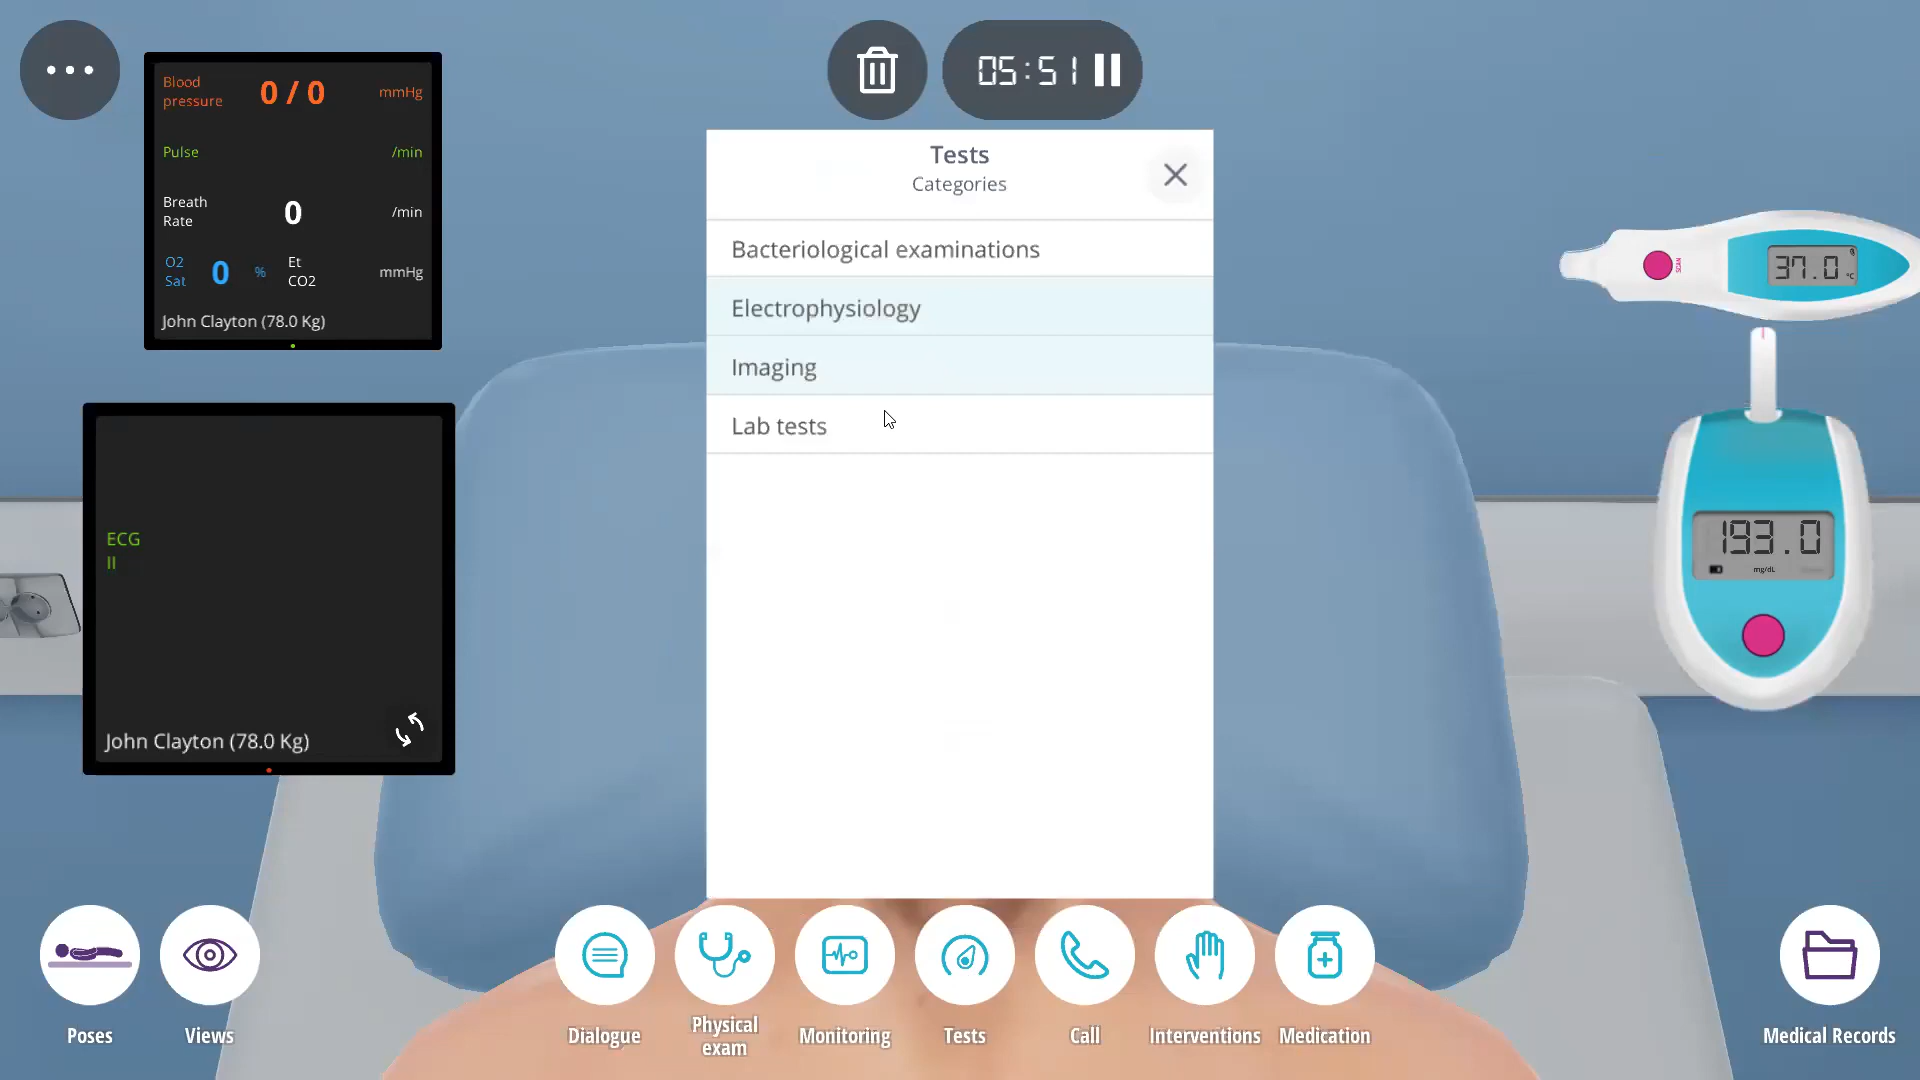 Blood
pressure
0 / 0
mmHg
Pulse
/min
Breath
Rate
0
/min
O2
Sat
0
%
Et
CO2
mmHg
John Clayton (78.0 Kg)
ECG
II
John Clayton (78.0 Kg)
05:51
Tests
Categories
Bacteriological examinations
Electrophysiology
Imaging
Lab tests
SCAN
37.0
°C
193.0
mg/dL
Poses
Views
Dialogue
Physical
exam
Monitoring
Tests
Call
Interventions
Medication
Medical Records